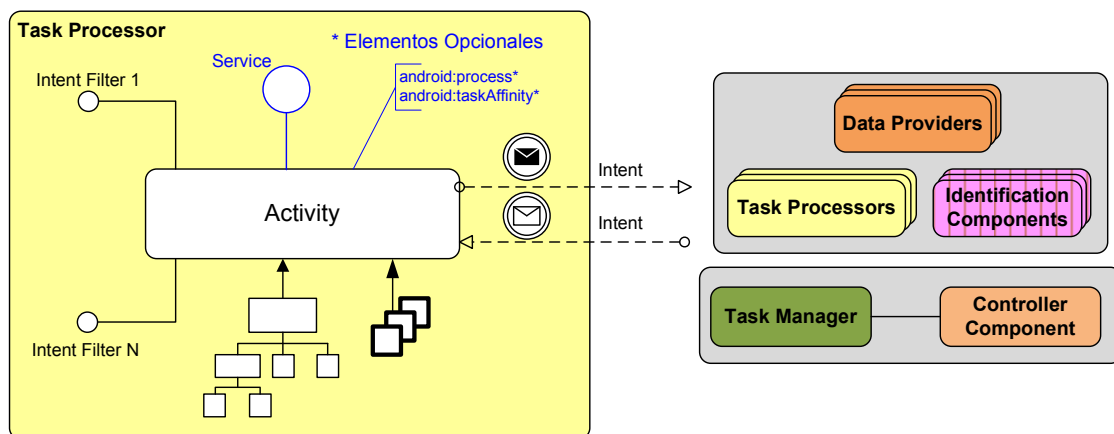 Task Processor
* Elementos Opcionales
Service
android:process*
android:taskAffinity*
Intent Filter 1
Activity
Intent Filter N
Intent
Intent
Data Providers
Task Processors
Identification
Components
Task Manager
Controller
Component